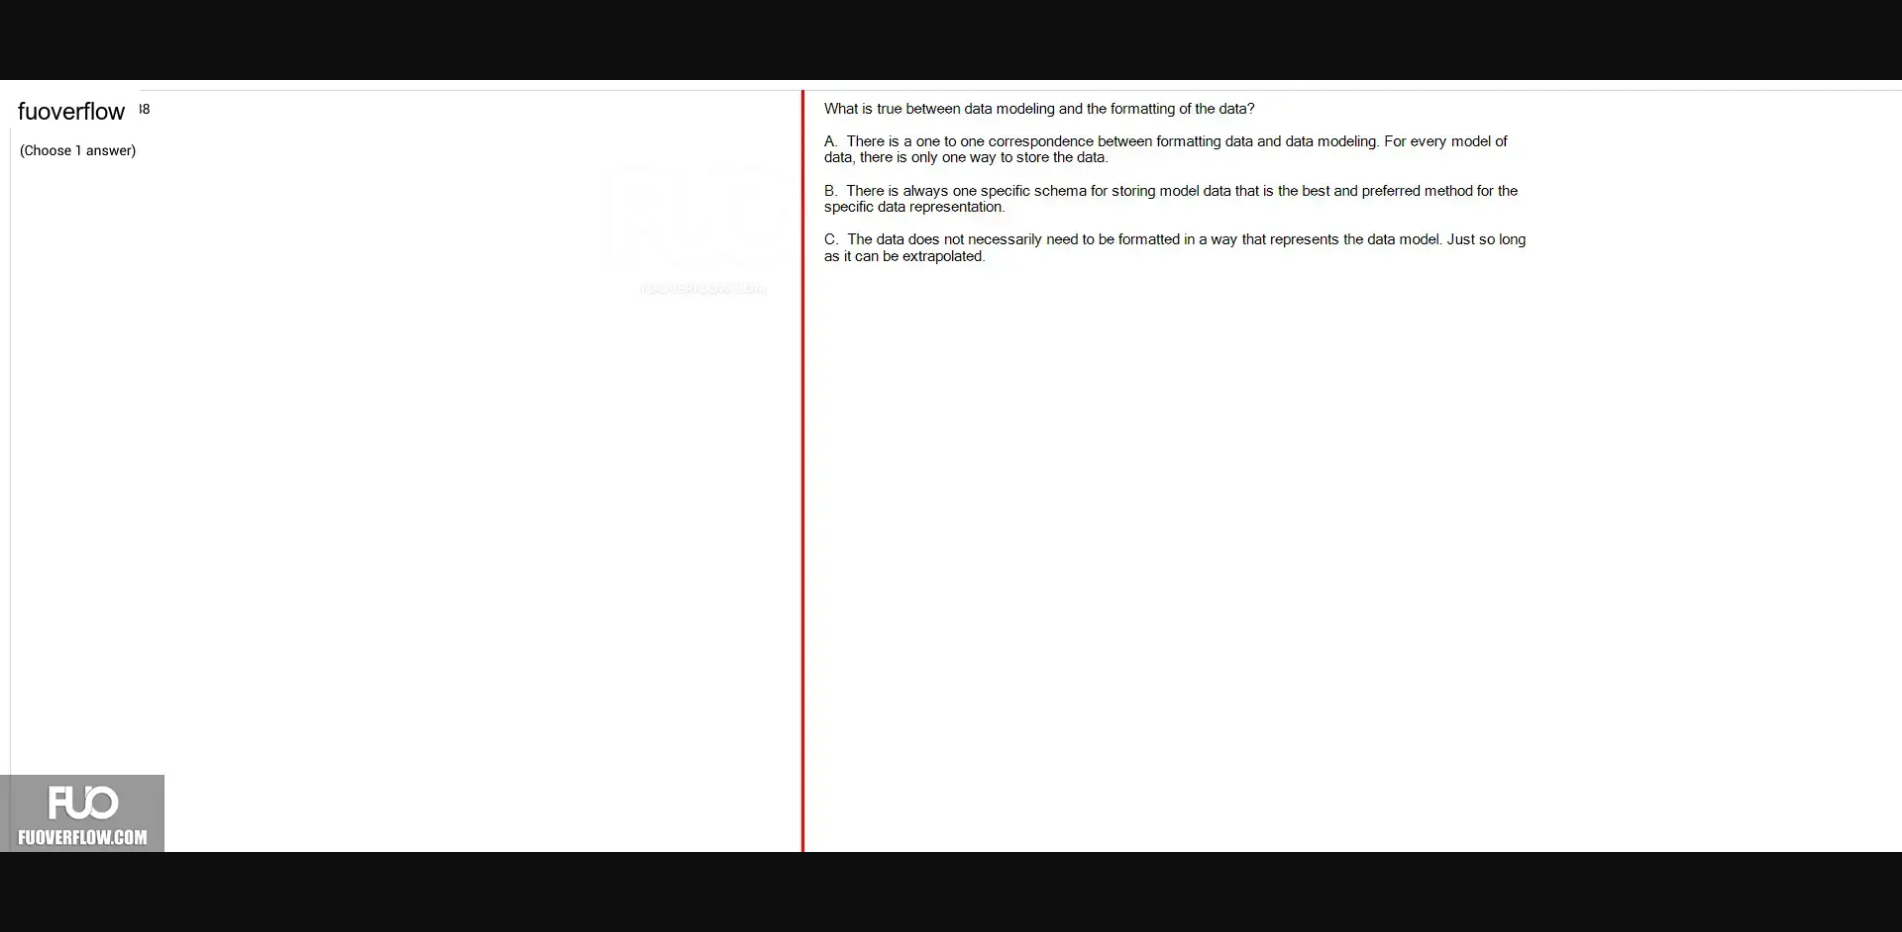 fuoverflow
38
(Choose 1 answer)
What is true between data modeling and the formatting of the data?
A. There is a one to one correspondence between formatting data and data modeling. For every model of
data, there is only one way to store the data.
B. There is always one specific schema for storing model data that is the best and preferred method for the
specific data representation.
C. The data does not necessarily need to be formatted in a way that represents the data model. Just so long
as it can be extrapolated.
FUO
FUOVERFLOW.COM
FUO
FUOVERFLOW.COM